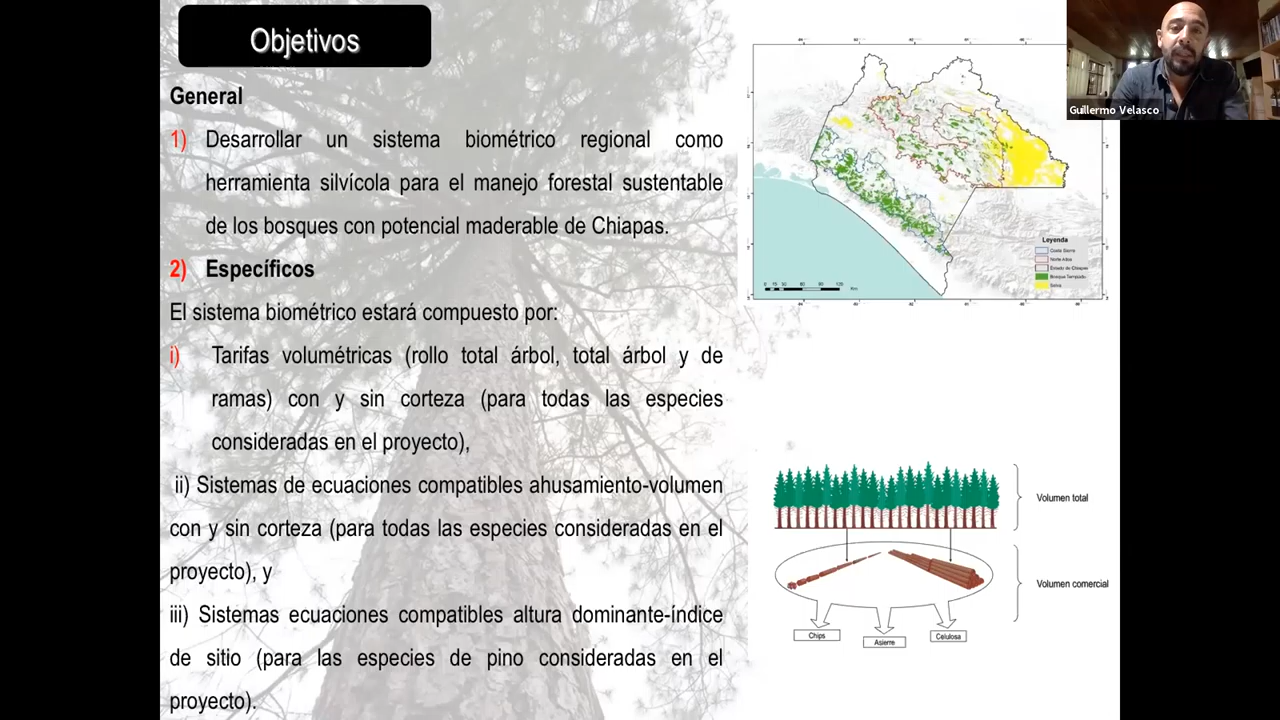 Objetivos
General
1) Desarrollar un sistema biométrico regional como
herramienta silvícola para el manejo forestal sustentable
de los bosques con potencial maderable de Chiapas.
2) Específicos
El sistema biométrico estará compuesto por:
i) Tarifas volumétricas (rollo total árbol, total árbol y de
ramas) con y sin corteza (para todas las especies
consideradas en el proyecto),
ii) Sistemas de ecuaciones compatibles ahusamiento-volumen
con y sin corteza (para todas las especies consideradas en el
proyecto), y
iii) Sistemas ecuaciones compatibles altura dominante-índice
de sitio (para las especies de pino consideradas en el
proyecto).
Guillermo Velasco
Leyenda
Estado de Chiapas
Bosque Templado
Selva
Km
Volumen total
Volumen comercial
Chips
Asierre
Celulosa